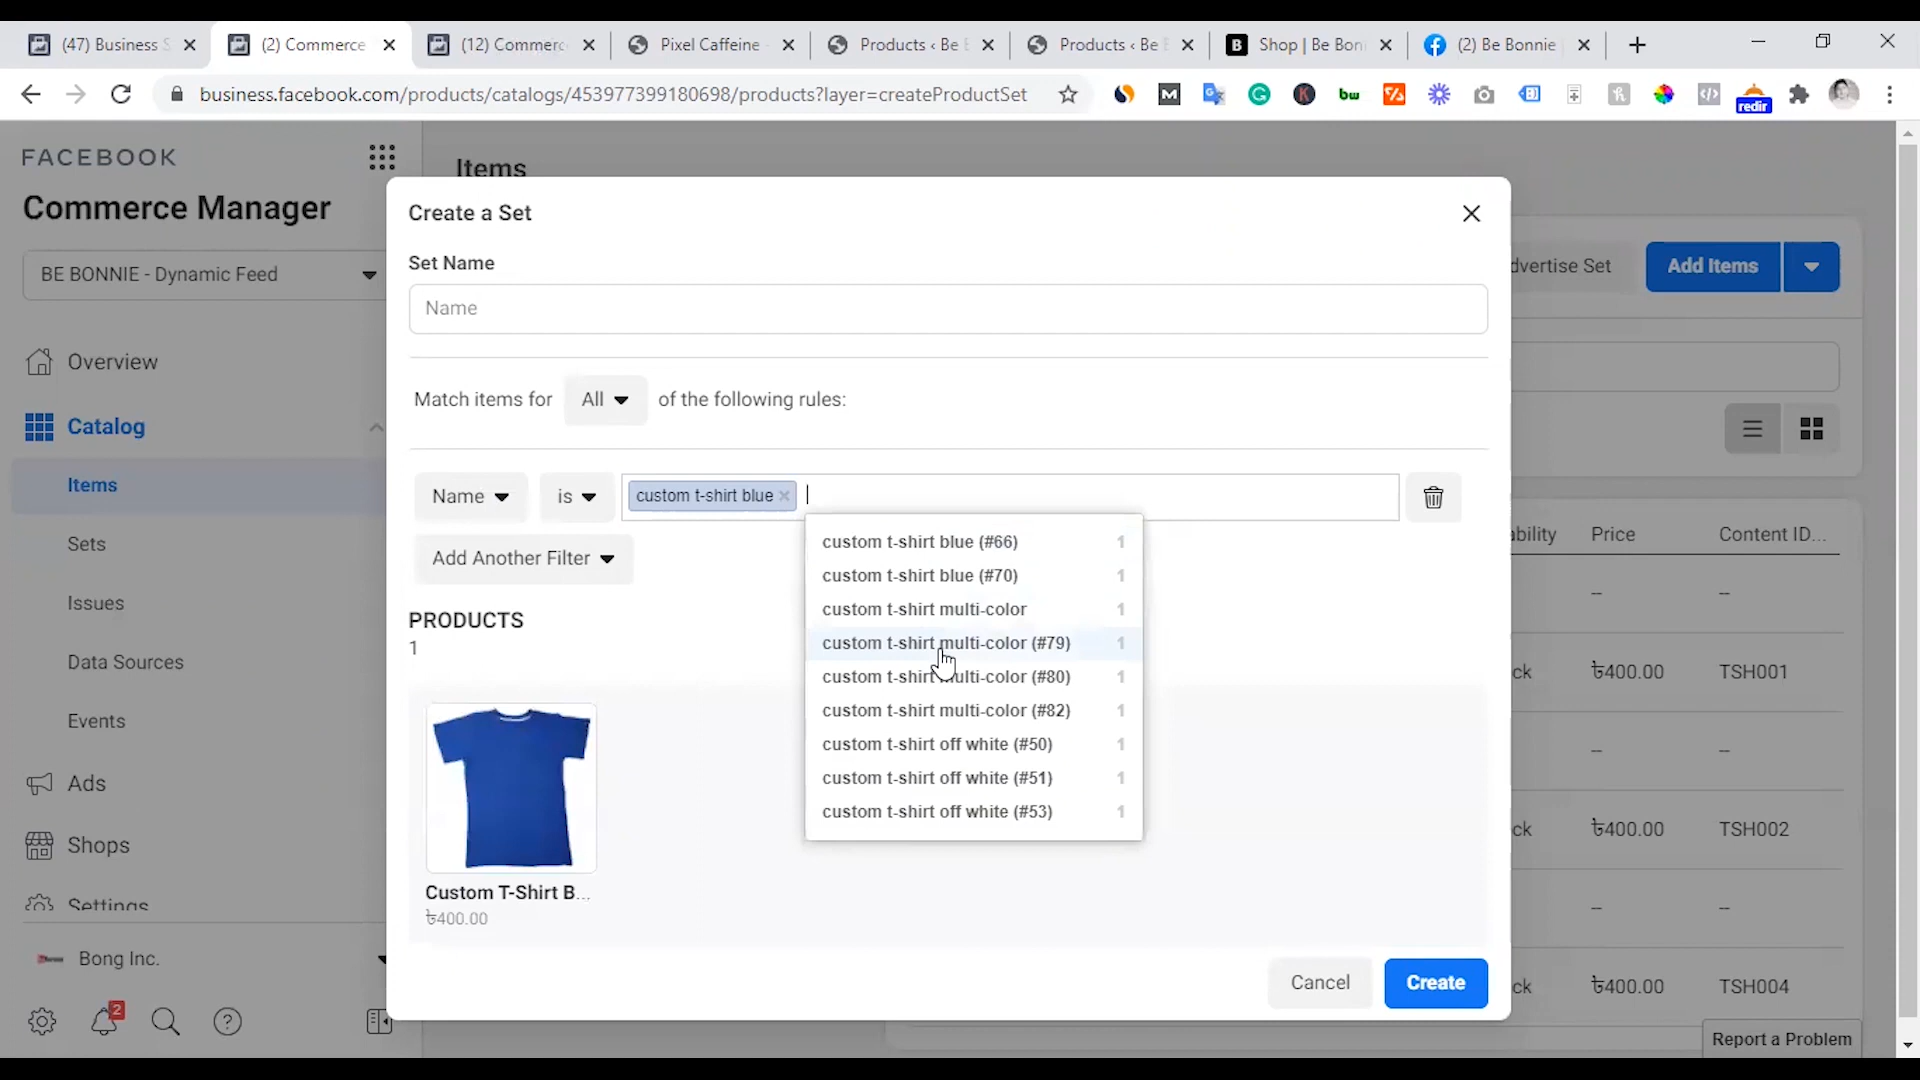 (47) Business S
(2) Commerce
(12) Commerc
Pixel Caffeine -
Products ‹ Be B
Products ‹ Be B
Shop | Be Bon
(2) Be Bonnie
business.facebook.com/products/catalogs/453977399180698/products?layer=createProductSet
redir
FACEBOOK
Commerce Manager
BE BONNIE - Dynamic Feed
Overview
Catalog
Items
Sets
Issues
Data Sources
Events
Ads
Shops
Settings
Bong Inc.
2
Items
Create a Set
Set Name
Name
Match items for All of the following rules:
Name is custom t-shirt blue
Add Another Filter
custom t-shirt blue (#66) 1
custom t-shirt blue (#70) 1
custom t-shirt multi-color 1
custom t-shirt multi-color (#79) 1
custom t-shirt multi-color (#80) 1
custom t-shirt multi-color (#82) 1
custom t-shirt off white (#50) 1
custom t-shirt off white (#51) 1
custom t-shirt off white (#53) 1
PRODUCTS
1
Custom T-Shirt B...
৳400.00
Cancel Create
dvertise Set Add Items
bility Price Content ID...
-- --
ck ৳400.00 TSH001
-- --
ck ৳400.00 TSH002
-- --
ck ৳400.00 TSH004
Report a Problem